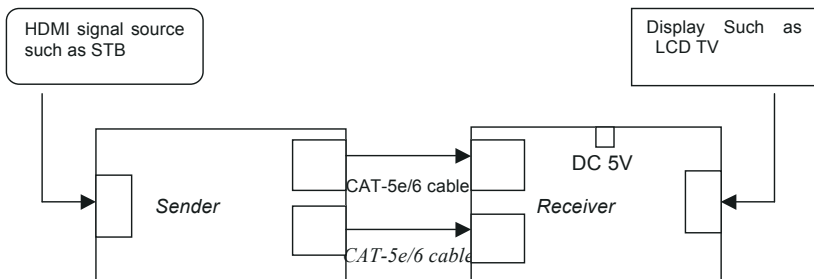 HDMI signal source
such as STB
Display Such as
LCD TV
DC 5V
CAT-5e/6 cable
Sender
Receiver
CAT-5e/6 cable